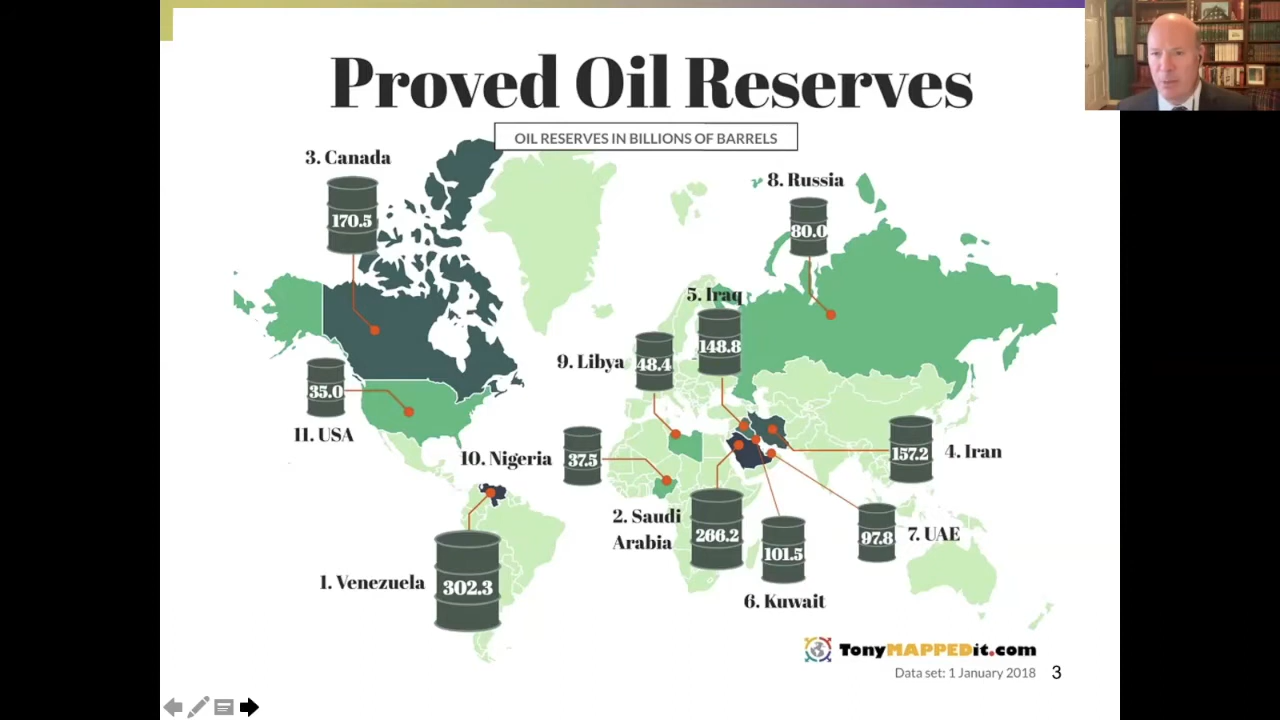 Proved Oil Reserves
OIL RESERVES IN BILLIONS OF BARRELS
3. Canada
170.5
8. Russia
80.0
5. Iraq
148.8
9. Libya
48.4
35.0
11. USA
10. Nigeria
37.5
157.2
4. Iran
2. Saudi
Arabia
266.2
101.5
6. Kuwait
97.8
7. UAE
1. Venezuela
302.3
TonyMAPPEDit.com
Data set: 1 January 2018
3